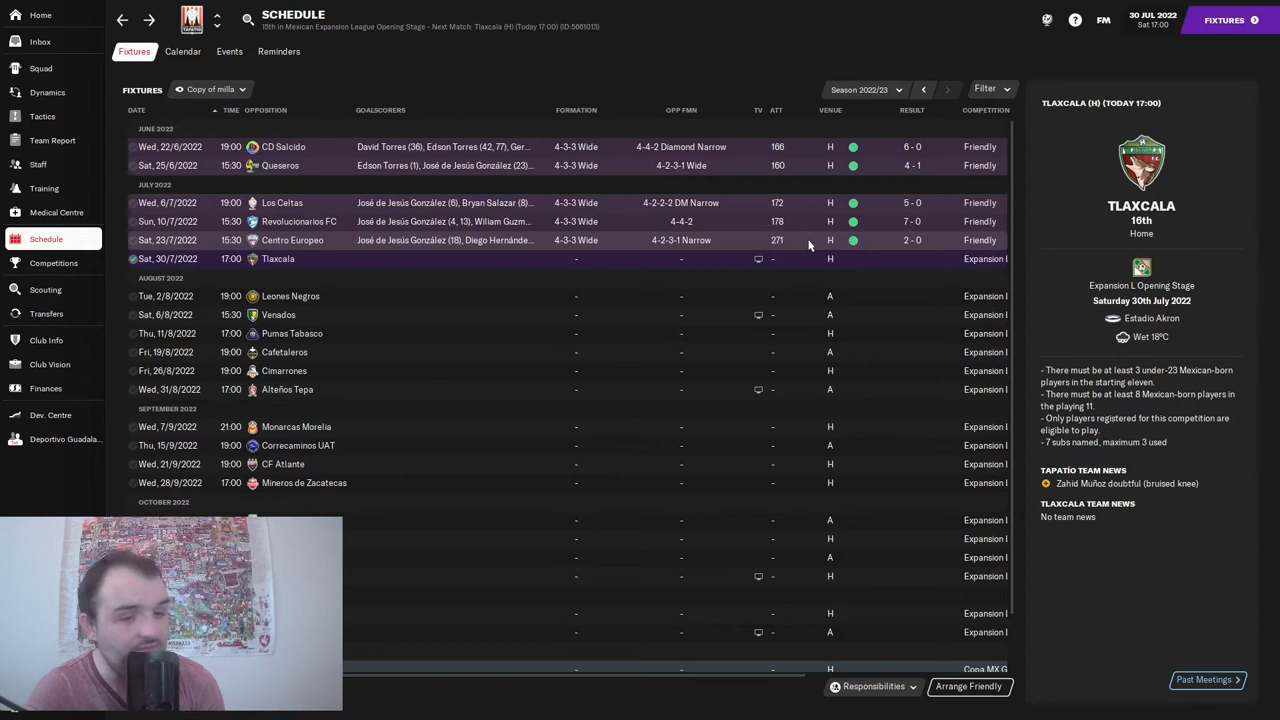 Home
Inbox
Squad
Dynamics
Tactics
Team Report
Staff
Training
Medical Centre
Schedule
Competitions
Scouting
Transfers
Club Info
Club Vision
Finances
Dev. Centre
Deportivo Guadala...
TAPATÍO
SCHEDULE
15th in Mexican Expansion League Opening Stage - Next Match: Tlaxcala (H) (Today 17:00) (ID:5661013)
FM
30 JUL 2022
Sat 17:00
FIXTURES
Fixtures Calendar Events Reminders
FIXTURES Copy of milla
Season 2022/23 Filter
DATE TIME OPPOSITION GOALSCORERS FORMATION OPP FMN TV ATT VENUE RESULT COMPETITION
JUNE 2022
Wed, 22/6/2022 19:00 CD Salcido David Torres (36), Edson Torres (42, 77), Ger... 4-3-3 Wide 4-4-2 Diamond Narrow 166 H 6 - 0 Friendly
Sat, 25/6/2022 15:30 Queseros Edson Torres (1), José de Jesús González (23)... 4-3-3 Wide 4-2-3-1 Wide 160 H 4 - 1 Friendly
JULY 2022
Wed, 6/7/2022 19:00 Los Celtas José de Jesús González (6), Bryan Salazar (8)... 4-3-3 Wide 4-2-2-2 DM Narrow 172 H 5 - 0 Friendly
Sun, 10/7/2022 15:30 Revolucionarios FC José de Jesús González (4, 13), Wiliam Guzm... 4-3-3 Wide 4-4-2 178 H 7 - 0 Friendly
Sat, 23/7/2022 15:30 Centro Europeo José de Jesús González (18), Diego Hernánde... 4-3-3 Wide 4-2-3-1 Narrow 271 H 2 - 0 Friendly
Sat, 30/7/2022 17:00 Tlaxcala - - - H Expansion l
AUGUST 2022
Tue, 2/8/2022 19:00 Leones Negros - - - A Expansion l
Sat, 6/8/2022 15:30 Venados - - - A Expansion l
Thu, 11/8/2022 17:00 Pumas Tabasco - - - H Expansion l
Fri, 19/8/2022 19:00 Cafetaleros - - - A Expansion l
Fri, 26/8/2022 19:00 Cimarrones - - - H Expansion l
Wed, 31/8/2022 17:00 Alteños Tepa - - - A Expansion l
SEPTEMBER 2022
Wed, 7/9/2022 21:00 Monarcas Morelia - - - H Expansion l
Thu, 15/9/2022 19:00 Correcaminos UAT - - - A Expansion l
Wed, 21/9/2022 19:00 CF Atlante - - - H Expansion l
Wed, 28/9/2022 17:00 Mineros de Zacatecas - - - H Expansion l
OCTOBER 2022
- - - A Expansion l
- - - H Expansion l
- - - A Expansion l
- - - H Expansion l
- - - H Expansion l
- - - A Expansion l
- - - H Copa MX G
Responsibilities Arrange Friendly
TLAXCALA (H) (TODAY 17:00)
TLAXCALA
16th
Home
Expansion L Opening Stage
Saturday 30th July 2022
Estadio Akron
Wet 18ºC
- There must be at least 3 under-23 Mexican-born
players in the starting eleven.
- There must be at least 8 Mexican-born players in
the playing 11.
- Only players registered for this competition are
eligible to play.
- 7 subs named, maximum 3 used
TAPATÍO TEAM NEWS
Zahid Muñoz doubtful (bruised knee)
TLAXCALA TEAM NEWS
No team news
Past Meetings